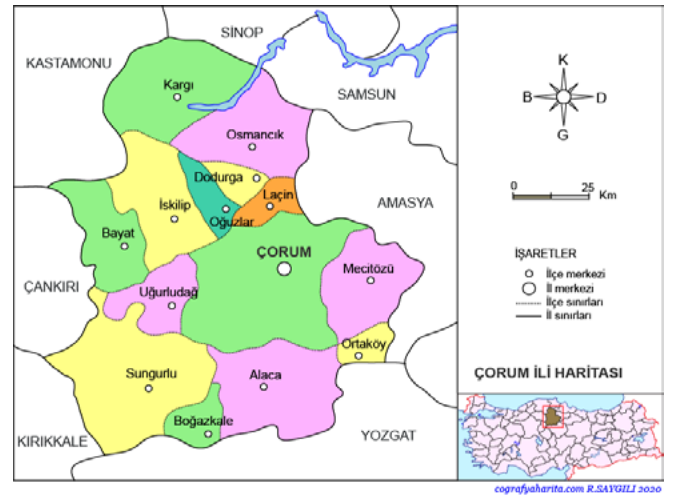 SİNOP
KASTAMONU
Kargı
SAMSUN
Osmancık
Dodurga
Laçin
AMASYA
İskilip
Oğuzlar
Bayat
ÇORUM
Mecitözü
ÇANKIRI
Uğurludağ
Ortaköy
Sungurlu
Alaca
Boğazkale
KIRIKKALE
YOZGAT
K
B D
G
0 25 Km
İŞARETLER
İlçe merkezi
İl merkezi
İlçe sınırları
İl sınırları
ÇORUM İLİ HARİTASI
cografyaharita.com R.SAYGILI 2020